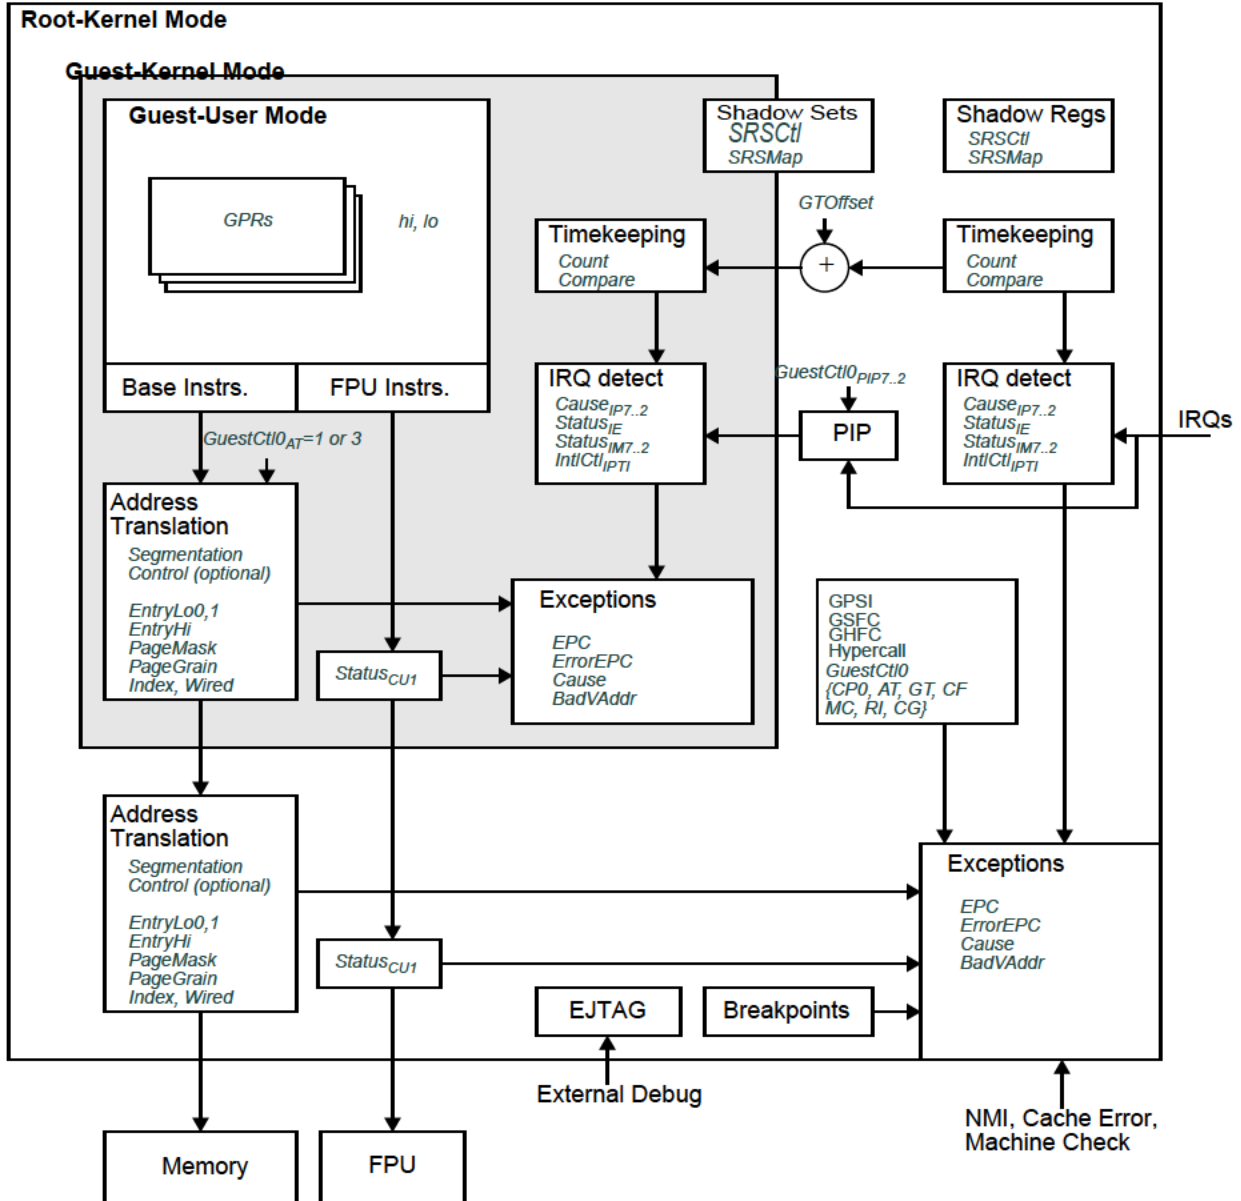 Root-Kernel Mode
Guest-Kernel Mode
Guest-User Mode
GPRs
hi, lo
Base Instrs.
FPU Instrs.
Shadow Sets
SRSCtl
SRSMap
Shadow Regs
SRSCtl
SRSMap
GTOffset
Timekeeping
Count
Compare
+
Timekeeping
Count
Compare
GuestCtl0PIP7..2
IRQ detect
CauseIP7..2
StatusIE
StatusIM7..2
IntlCtlIPTI
PIP
IRQ detect
CauseIP7..2
StatusIE
StatusIM7..2
IntlCtlIPTI
IRQs
GuestCtl0AT=1 or 3
Address
Translation
Segmentation
Control (optional)
EntryLo0,1
EntryHi
PageMask
PageGrain
Index, Wired
StatusCU1
Exceptions
EPC
ErrorEPC
Cause
BadVAddr
GPSI
GSFC
GHFC
Hypercall
GuestCtl0
{CP0, AT, GT, CF
MC, RI, CG}
Address
Translation
Segmentation
Control (optional)
EntryLo0,1
EntryHi
PageMask
PageGrain
Index, Wired
StatusCU1
Exceptions
EPC
ErrorEPC
Cause
BadVAddr
EJTAG
Breakpoints
External Debug
NMI, Cache Error,
Machine Check
Memory
FPU